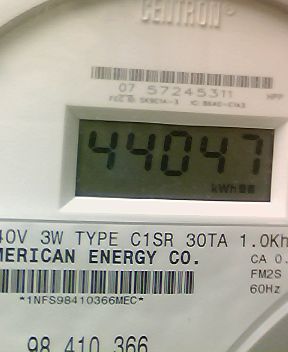 CENTRON®
07 57245311
44047
kWh
40V 3W TYPE C1SR 30TA 1.0Kh
MERICAN ENERGY CO. CA 0.
FM2S
60Hz
*1NFS98410366MEC*
98 410 366